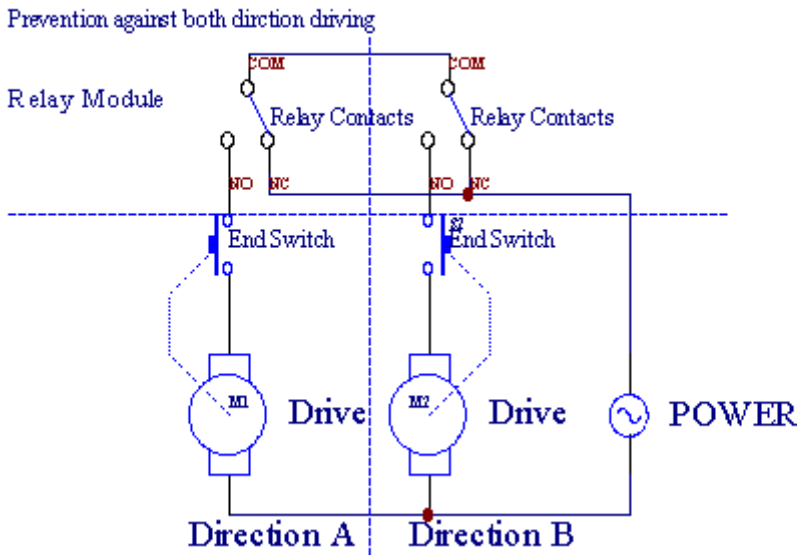 Prevention against both dirction driving
COM
COM
Relay Module
Relay Contacts
Relay Contacts
NO
NC
NO
NC
End Switch
S2
End Switch
M1
Drive
M2
Drive
POWER
Direction A
Direction B